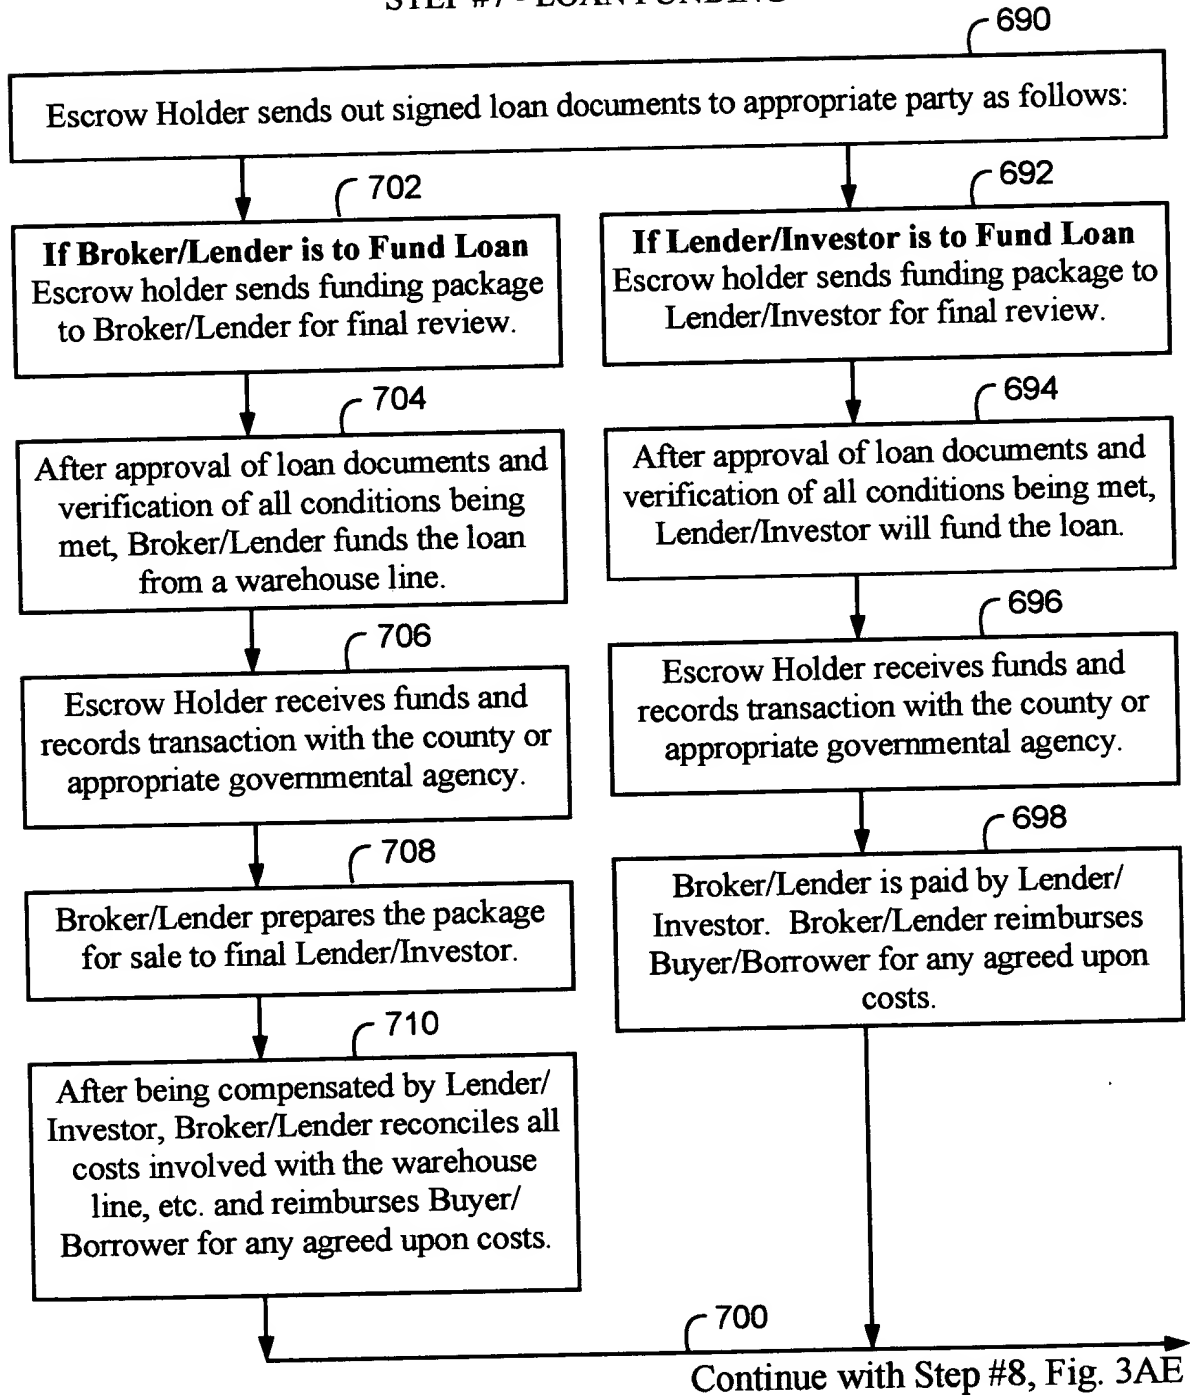 STEP #7 - LOAN FUNDING
690
Escrow Holder sends out signed loan documents to appropriate party as follows:
702
If Broker/Lender is to Fund Loan
Escrow holder sends funding package
to Broker/Lender for final review.
704
After approval of loan documents and
verification of all conditions being
met, Broker/Lender funds the loan
from a warehouse line.
706
Escrow Holder receives funds and
records transaction with the county or
appropriate governmental agency.
708
Broker/Lender prepares the package
for sale to final Lender/Investor.
710
After being compensated by Lender/
Investor, Broker/Lender reconciles all
costs involved with the warehouse
line, etc. and reimburses Buyer/
Borrower for any agreed upon costs.
692
If Lender/Investor is to Fund Loan
Escrow holder sends funding package to
Lender/Investor for final review.
694
After approval of loan documents and
verification of all conditions being met,
Lender/Investor will fund the loan.
696
Escrow Holder receives funds and
records transaction with the county or
appropriate governmental agency.
698
Broker/Lender is paid by Lender/
Investor. Broker/Lender reimburses
Buyer/Borrower for any agreed upon
costs.
700
Continue with Step #8, Fig. 3AE